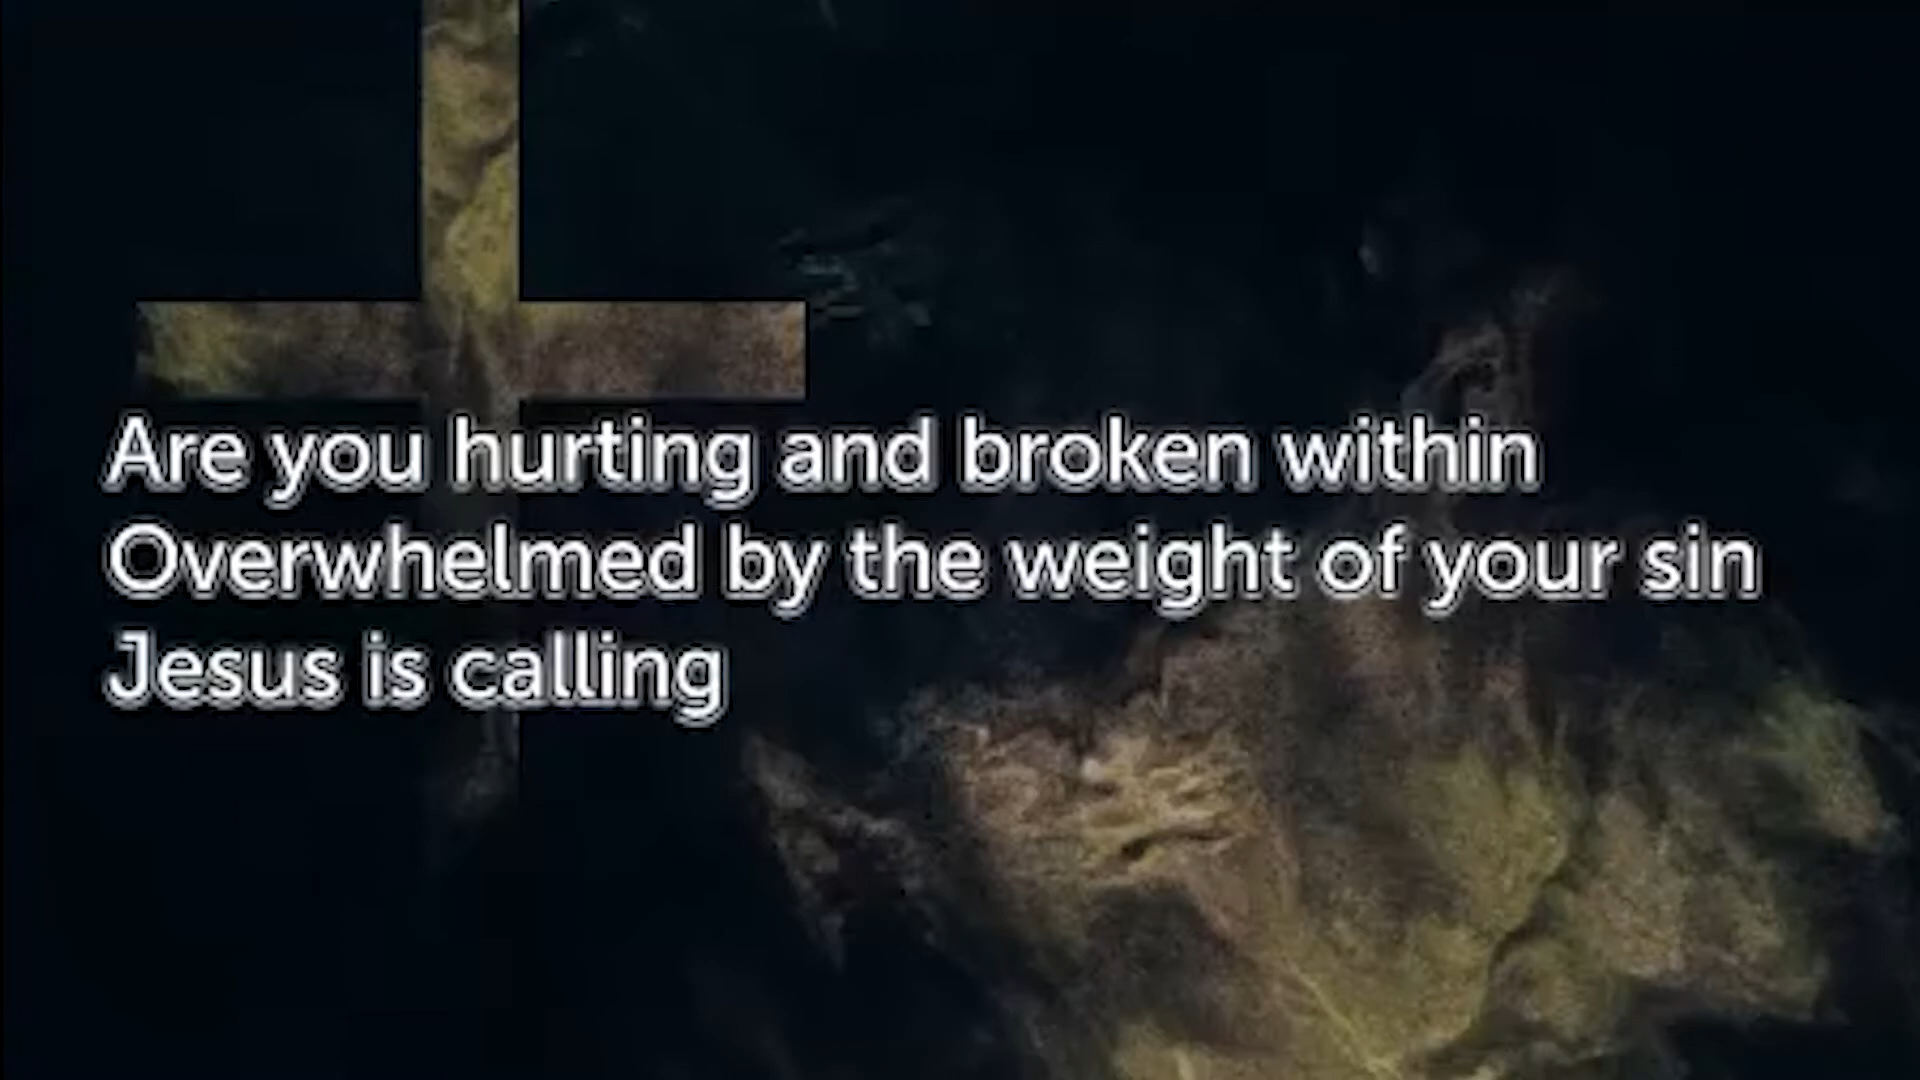 Are you hurting and broken within
Overwhelmed by the weight of your sin
Jesus is calling